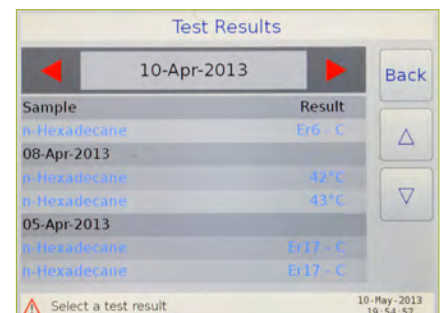 Test Results
10-Apr-2013
Back
Sample Result
n-Hexadecane Er6 - C
08-Apr-2013
n-Hexadecane 42°C
n-Hexadecane 43°C
05-Apr-2013
n-Hexadecane Er17 - C
n-Hexadecane Er17 - C
Select a test result
10-May-2013
19:54:57